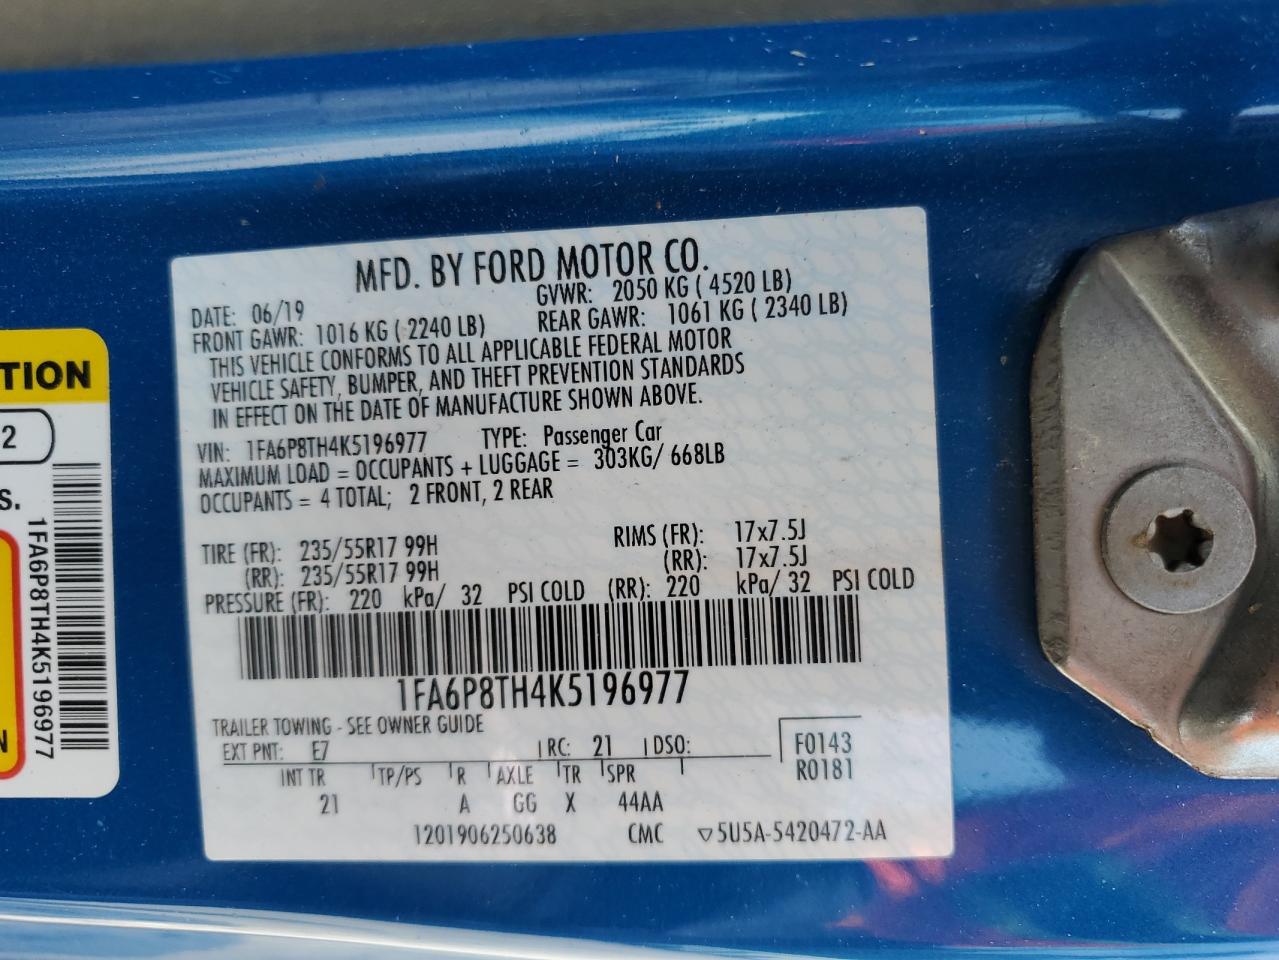 MFD. BY FORD MOTOR CO.
DATE: 06/19 GVWR: 2050 KG ( 4520 LB)
FRONT GAWR: 1016 KG ( 2240 LB) REAR GAWR: 1061 KG ( 2340 LB)
THIS VEHICLE CONFORMS TO ALL APPLICABLE FEDERAL MOTOR
VEHICLE SAFETY, BUMPER, AND THEFT PREVENTION STANDARDS
IN EFFECT ON THE DATE OF MANUFACTURE SHOWN ABOVE.
VIN: 1FA6P8TH4K5196977 TYPE: Passenger Car
MAXIMUM LOAD = OCCUPANTS + LUGGAGE = 303KG/ 668LB
OCCUPANTS = 4 TOTAL; 2 FRONT, 2 REAR
TIRE (FR): 235/55R17 99H RIMS (FR): 17x7.5J
(RR): 235/55R17 99H (RR): 17x7.5J
PRESSURE (FR): 220 kPa/ 32 PSI COLD (RR): 220 kPa/ 32 PSI COLD
1FA6P8TH4K5196977
TRAILER TOWING - SEE OWNER GUIDE
EXT PNT: E7 RC: 21 DSO: F0143
R0181
INT TR TP/PS R AXLE TR SPR
21 A GG X 44AA
1201906250638 CMC ▽5U5A-5420472-AA
TION
2
S.
1FA6P8TH4K5196977
N